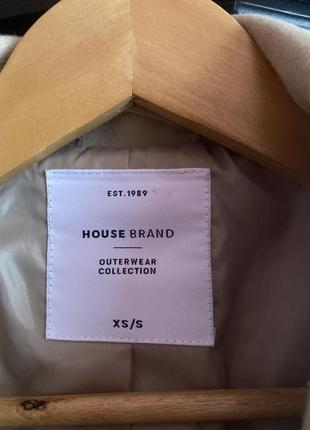 EST.1989
HOUSE BRAND
OUTERWEAR
COLLECTION
XS/S